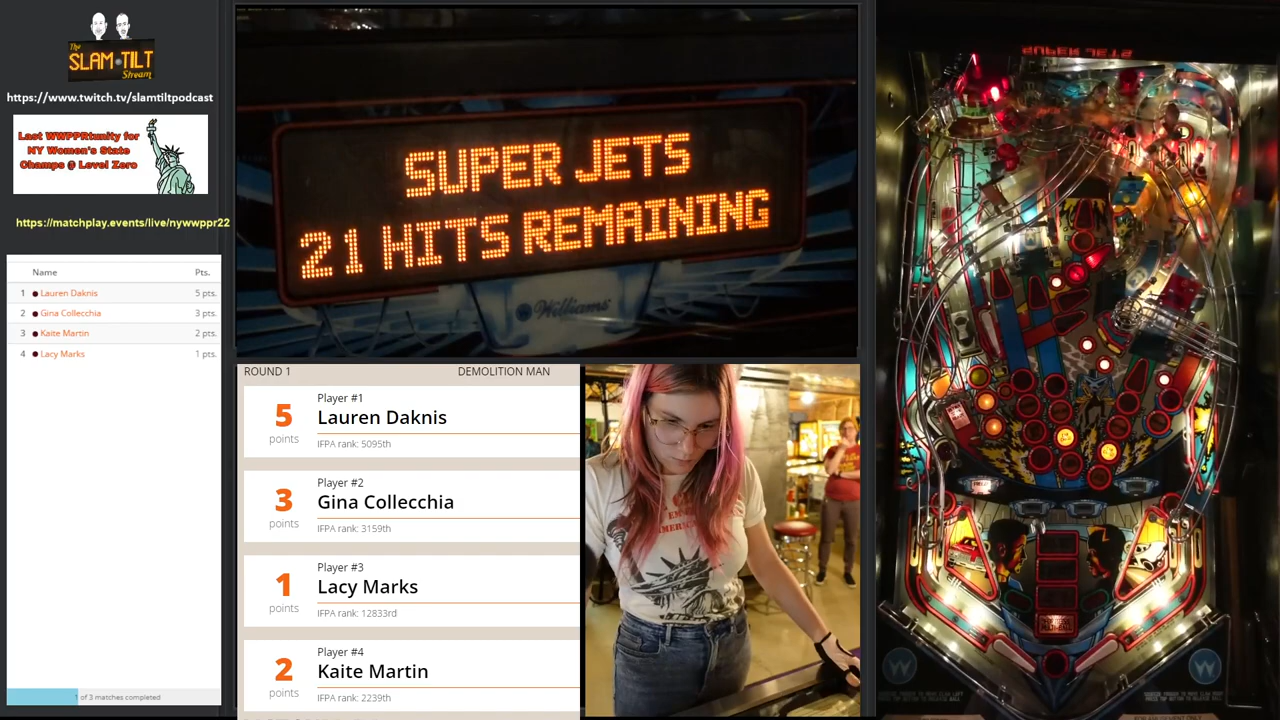 The
SLAM TILT
Stream
https://www.twitch.tv/slamtiltpodcast
Last WWPPRtunity for
NY Women's State
Champs @ Level Zero
https://matchplay.events/live/nywwppr22
Name Pts.
1 Lauren Daknis 5 pts.
2 Gina Collecchia 3 pts.
3 Kaite Martin 2 pts.
4 Lacy Marks 1 pts.
1 of 3 matches completed
SUPER JETS
21 HITS REMAINING
Williams
ROUND 1 DEMOLITION MAN
5 points
Player #1
Lauren Daknis
IFPA rank: 5095th
3 points
Player #2
Gina Collecchia
IFPA rank: 3159th
1 points
Player #3
Lacy Marks
IFPA rank: 12833rd
2 points
Player #4
Kaite Martin
IFPA rank: 2239th
W
W